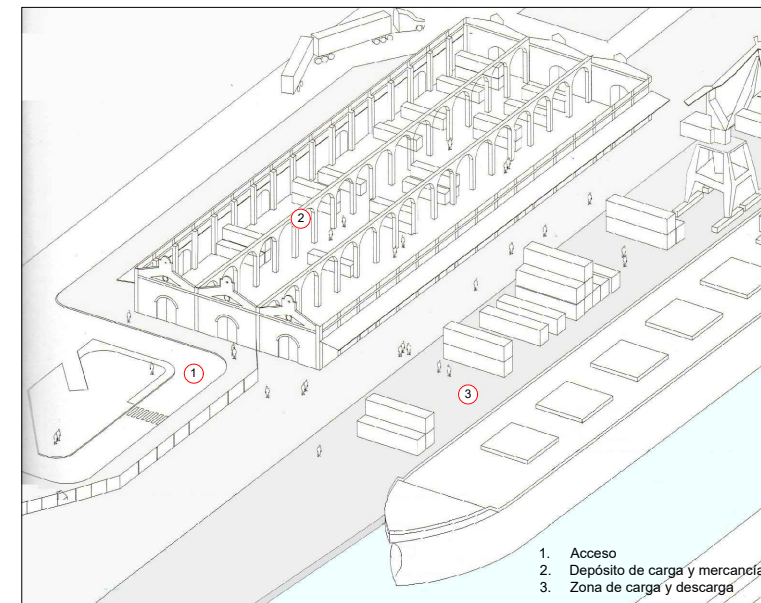 2
1
3
1. Acceso
2. Depósito de carga y mercancía
3. Zona de carga y descarga